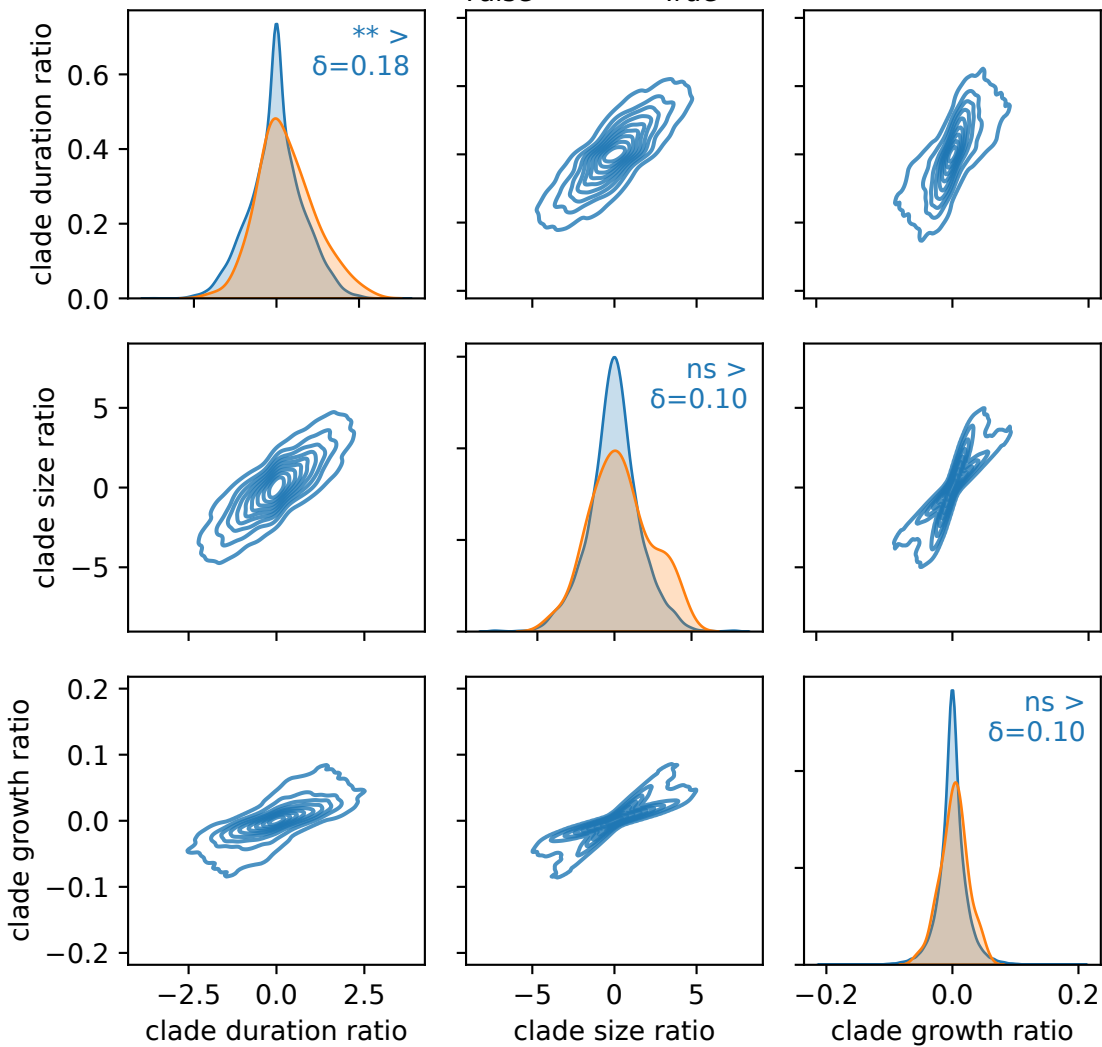 clade duration ratio
0.6
0.4
0.2
0.0
** >
δ=0.18
clade size ratio
5
0
−5
ns >
δ=0.10
clade growth ratio
0.2
0.1
0.0
−0.1
−0.2
ns >
δ=0.10
−2.5 0.0 2.5
clade duration ratio
−5 0 5
clade size ratio
−0.2 0.0 0.2
clade growth ratio